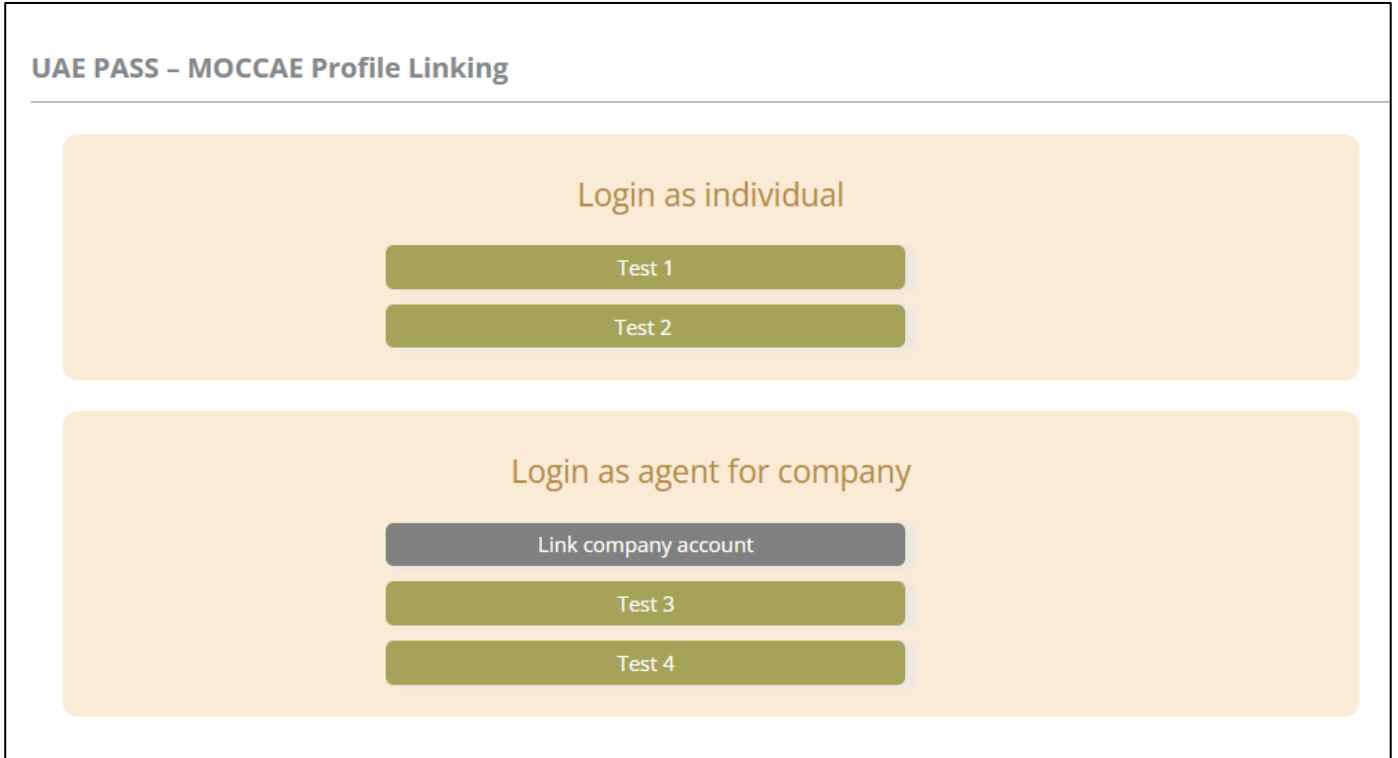 UAE PASS – MOCCAE Profile Linking
Login as individual
Test 1
Test 2
Login as agent for company
Link company account
Test 3
Test 4